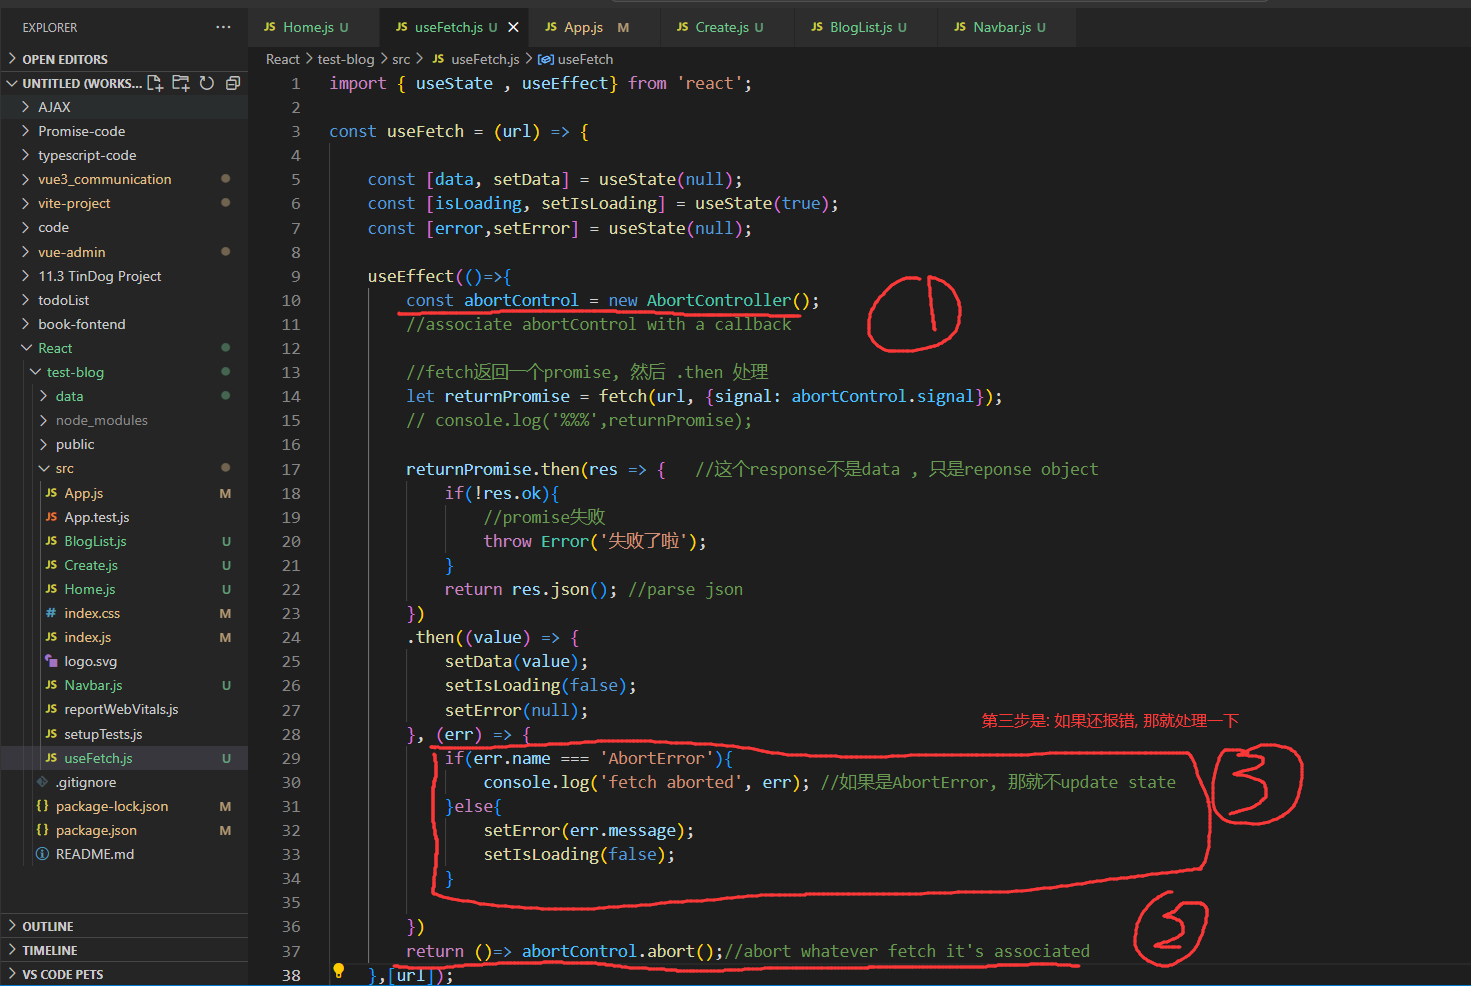 EXPLORER
···
OPEN EDITORS
UNTITLED (WORKS...
AJAX
Promise-code
typescript-code
vue3_communication
vite-project
code
vue-admin
11.3 TinDog Project
todoList
book-fontend
React
test-blog
data
node_modules
public
src
JS App.js M
JS App.test.js
JS BlogList.js U
JS Create.js U
JS Home.js U
# index.css M
JS index.js M
logo.svg
JS Navbar.js U
JS reportWebVitals.js
JS setupTests.js
JS useFetch.js U
.gitignore
{} package-lock.json M
{} package.json M
README.md
OUTLINE
TIMELINE
VS CODE PETS
JS Home.js U
JS useFetch.js U
JS App.js M
JS Create.js U
JS BlogList.js U
JS Navbar.js U
React > test-blog > src > JS useFetch.js > useFetch
1 import { useState , useEffect} from 'react';
2
3 const useFetch = (url) => {
4
5 const [data, setData] = useState(null);
6 const [isLoading, setIsLoading] = useState(true);
7 const [error,setError] = useState(null);
8
9 useEffect(()=>{
10 const abortControl = new AbortController();
11 //associate abortControl with a callback
12
13 //fetch返回一个promise, 然后 .then 处理
14 let returnPromise = fetch(url, {signal: abortControl.signal});
15 // console.log('%%%',returnPromise);
16
17 returnPromise.then(res => { //这个response不是data , 只是reponse object
18 if(!res.ok){
19 //promise失败
20 throw Error('失败了啦');
21 }
22 return res.json(); //parse json
23 })
24 .then((value) => {
25 setData(value);
26 setIsLoading(false);
27 setError(null);
28 }, (err) => {
29 if(err.name === 'AbortError'){
30 console.log('fetch aborted', err); //如果是AbortError, 那就不update state
31 }else{
32 setError(err.message);
33 setIsLoading(false);
34 }
35
36 })
37 return ()=> abortControl.abort();//abort whatever fetch it's associated
38 },[url]);
1
第三步是: 如果还报错, 那就处理一下
3
2